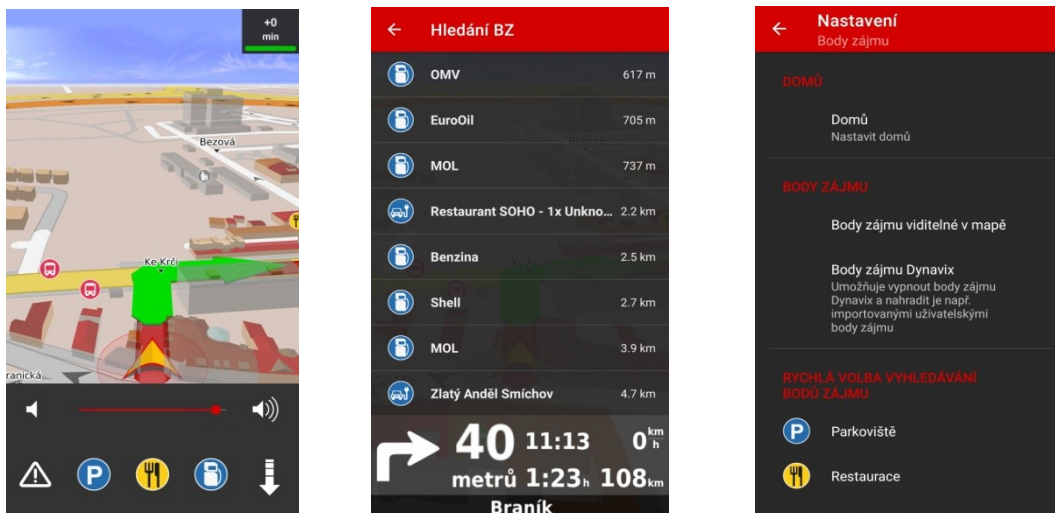 +0
min
Bezová
Ke Krči
ranická
Hledání BZ
OMV 617 m
EuroOil 705 m
MOL 737 m
Restaurant SOHO - 1x Unkno... 2.2 km
Benzina 2.5 km
Shell 2.7 km
MOL 3.9 km
Zlatý Anděl Smíchov 4.7 km
40 11:13 0 km/h
metrů 1:23h 108km
Braník
Nastavení
Body zájmu
DOMŮ
Domů
Nastavit domů
BODY ZÁJMU
Body zájmu viditelné v mapě
Body zájmu Dynavix
Umožňuje vypnout body zájmu
Dynavix a nahradit je např.
importovanými uživatelskými
body zájmu
RYCHLÁ VOLBA VYHLEDÁVÁNÍ
BODŮ ZÁJMU
P Parkoviště
Restaurace
P